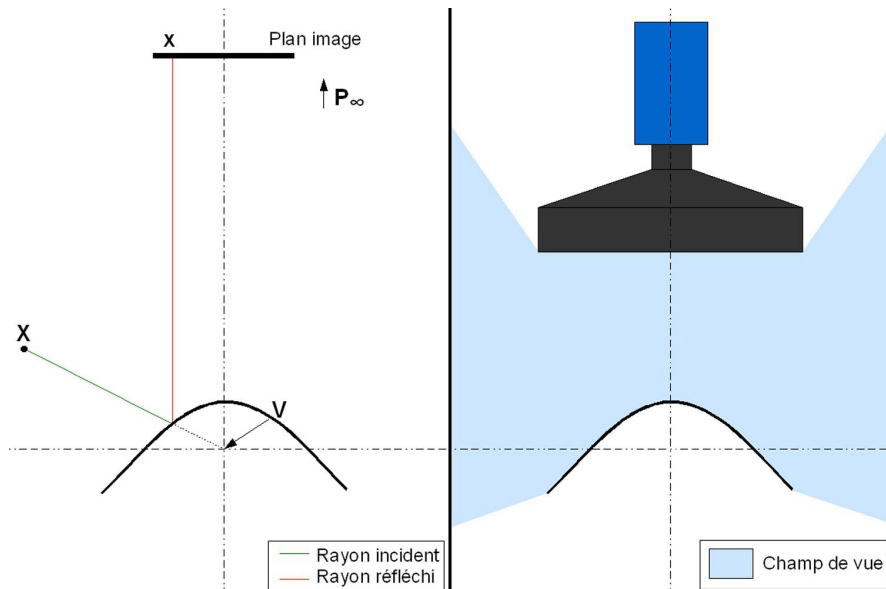 x
Plan image
P∞
X
V
Rayon incident
Rayon réfléchi
Champ de vue